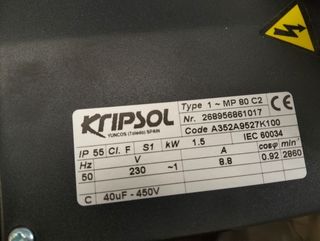 KRIPSOL
YUNCOS (Toledo) SPAIN
Type 1 ~ MP 80 C2
Nr. 268956861017
Code A352A9527K100
CE
IP 55 Cl. F S1 kW 1.5 IEC 60034
Hz V A cosφ min⁻¹
50 230 ~1 8.8 0.92 2860
C 40uF - 450V